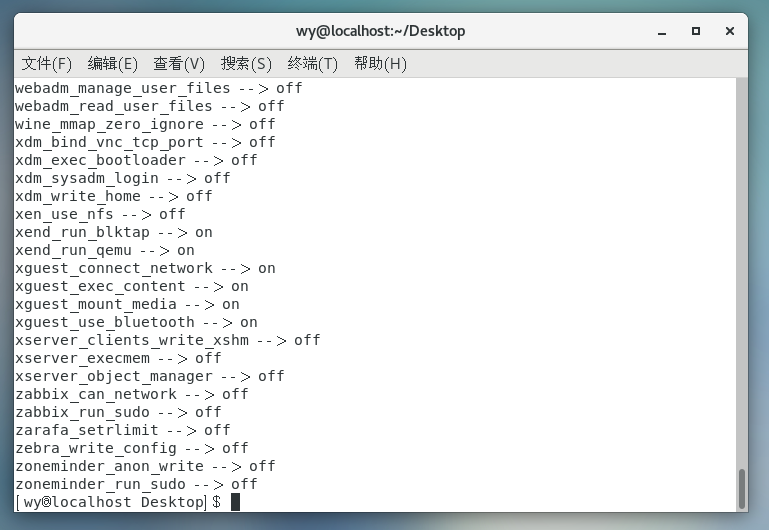 wy@localhost:~/Desktop
文件(F) 编辑(E) 查看(V) 搜索(S) 终端(T) 帮助(H)
webadm_manage_user_files --> off
webadm_read_user_files --> off
wine_mmap_zero_ignore --> off
xdm_bind_vnc_tcp_port --> off
xdm_exec_bootloader --> off
xdm_sysadm_login --> off
xdm_write_home --> off
xen_use_nfs --> off
xend_run_blktap --> on
xend_run_qemu --> on
xguest_connect_network --> on
xguest_exec_content --> on
xguest_mount_media --> on
xguest_use_bluetooth --> on
xserver_clients_write_xshm --> off
xserver_execmem --> off
xserver_object_manager --> off
zabbix_can_network --> off
zabbix_run_sudo --> off
zarafa_setrlimit --> off
zebra_write_config --> off
zoneminder_anon_write --> off
zoneminder_run_sudo --> off
[wy@localhost Desktop]$